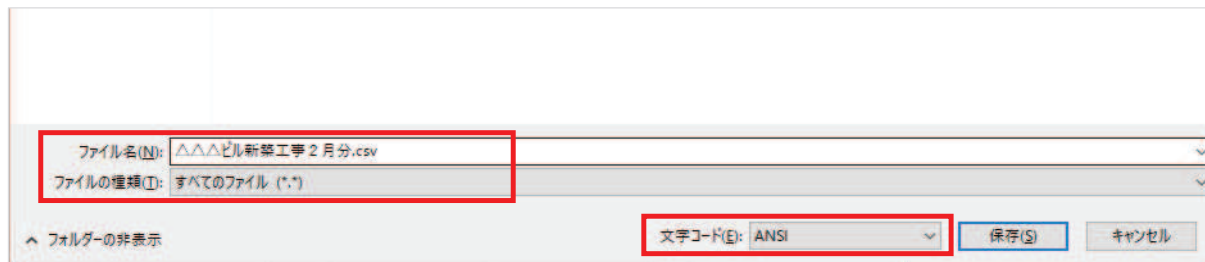 ファイル名(N): △△△ビル新築工事２月分.csv
ファイルの種類(T): すべてのファイル (*.*)
フォルダーの非表示 文字コード(E): ANSI 保存(S) キャンセル